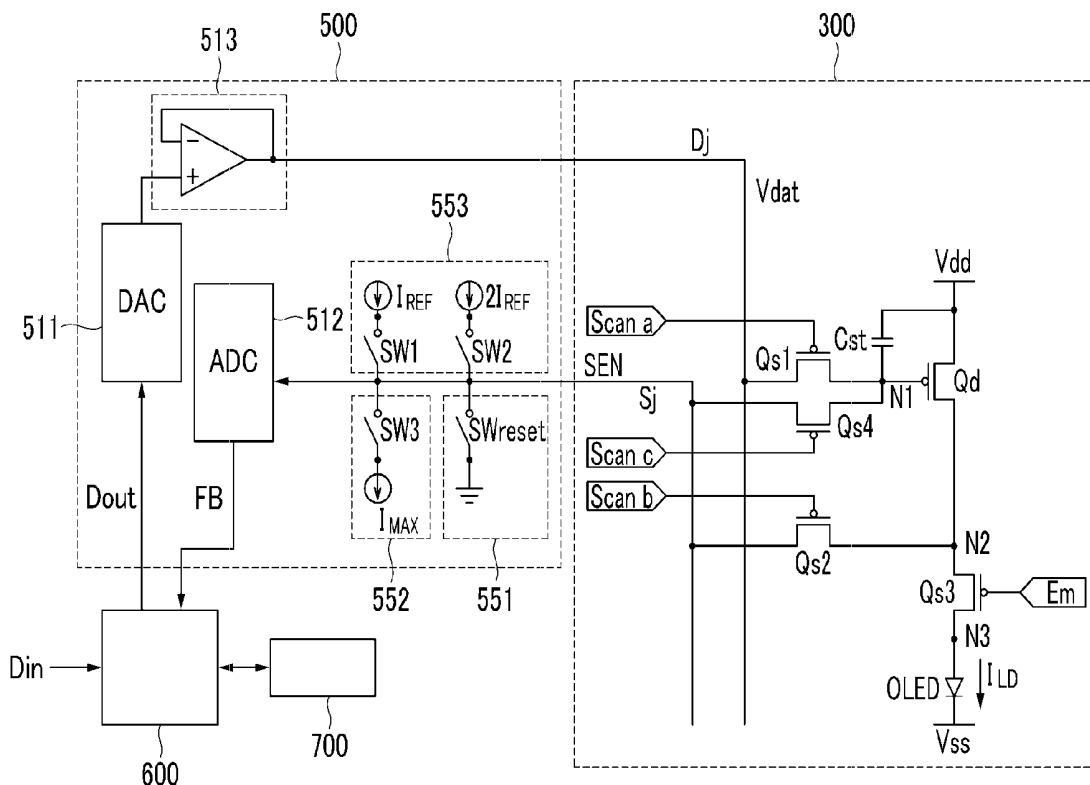 500
300
513
Dj
Vdat
553
DAC
511
ADC
512
IREF
2IREF
SW1
SW2
SEN
Sj
SW3
SWreset
IMAX
552
551
Scan a
Scan c
Scan b
Qs1
Cst
Vdd
N1
Qd
Qs4
Qs2
N2
Qs3
Em
N3
OLED
ILD
Vss
Dout
FB
Din
600
700